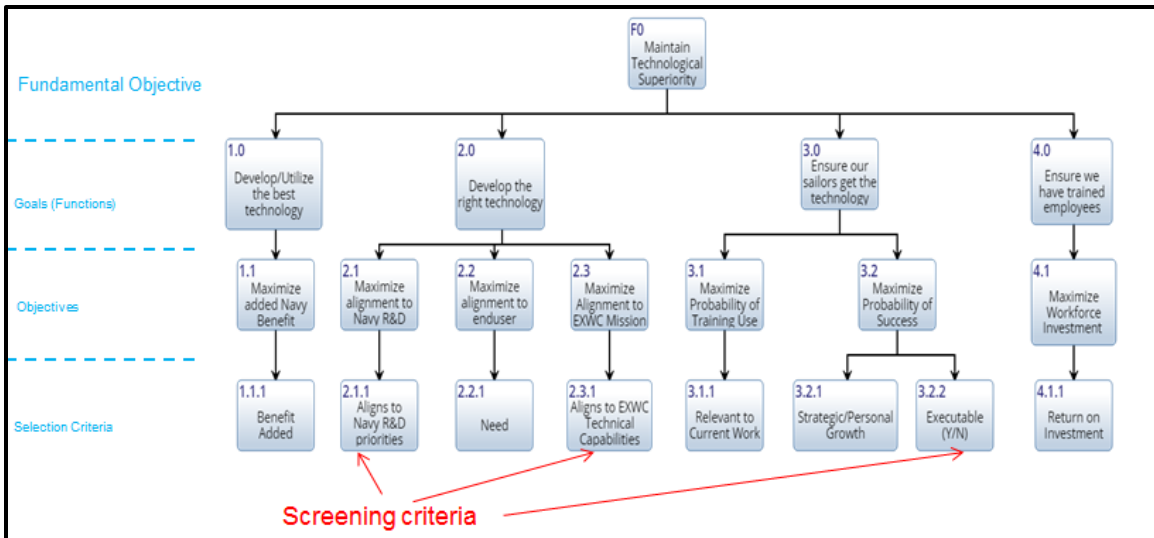 F0
Maintain
Technological
Superiority
Fundamental Objective
1.0
Develop/Utilize
the best
technology
2.0
Develop the
right technology
3.0
Ensure our
sailors get the
technology
4.0
Ensure we
have trained
employees
Goals (Functions)
1.1
Maximize
added Navy
Benefit
2.1
Maximize
alignment to
Navy R&D
2.2
Maximize
alignment to
enduser
2.3
Maximize
Alignment to
EXWC Mission
3.1
Maximize
Probability of
Training Use
3.2
Maximize
Probability of
Success
4.1
Maximize
Workforce
Investment
Objectives
1.1.1
Benefit
Added
2.1.1
Aligns to
Navy R&D
priorities
2.2.1
Need
2.3.1
Aligns to EXWC
Technical
Capabilities
3.1.1
Relevant to
Current Work
3.2.1
Strategic/Personal
Growth
3.2.2
Executable
(Y/N)
4.1.1
Return on
Investment
Selection Criteria
Screening criteria